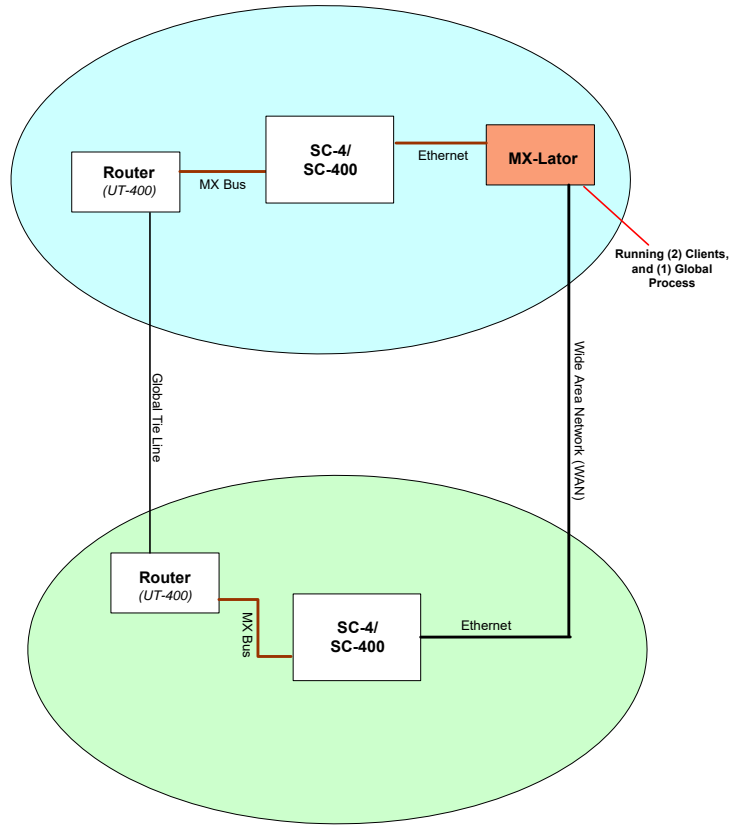 SC-4/
SC-400
Ethernet
MX-Lator
Router
(UT-400)
MX Bus
Running (2) Clients,
and (1) Global
Process
Global Tie Line
Wide Area Network (WAN)
Router
(UT-400)
MX Bus
SC-4/
SC-400
Ethernet